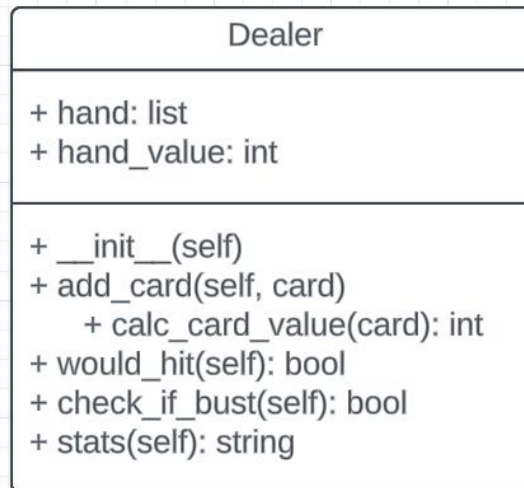 Dealer
+ hand: list
+ hand_value: int
+ __init__(self)
+ add_card(self, card)
+ calc_card_value(card): int
+ would_hit(self): bool
+ check_if_bust(self): bool
+ stats(self): string